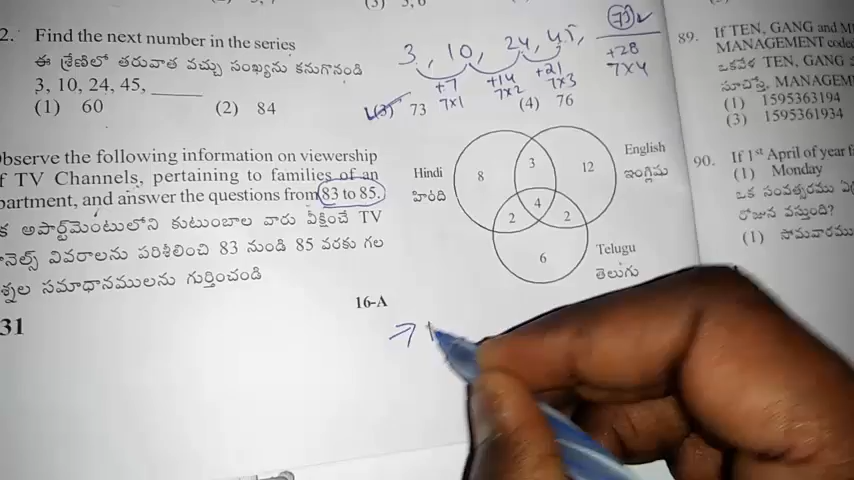 (3) 3, 6
2. Find the next number in the series
ఈ శ్రేణిలో తరువాత వచ్చు సంఖ్యను కనుగొనండి
3, 10, 24, 45, _____
(1) 60
(2) 84
(3) 73
(4) 76
3, 10, 24, 45, 73
+7 +14 +21 +28
7x1 7x2 7x3 7x4
Observe the following information on viewership
of TV Channels, pertaining to families of an
apartment, and answer the questions from 83 to 85.
అపార్ట్‌మెంటులోని కుటుంబాల వారు వీక్షించే TV
వివరాలను పరిశీలించి 83 నుండి 85 వరకు గల
సమాధానములను గుర్తించండి
Hindi
హిందీ
English
ఇంగ్లిషు
8
3
12
4
2
2
6
Telugu
తెలుగు
16-A
31
89. If TEN, GANG and
MANAGEMENT coded
ఒకవేళ TEN, GANG
సూచిస్తే, MANAGEM
(1) 1595363194
(3) 1595361934
90. If 1st April of year
(1) Monday
ఒక సంవత్సరము
రోజున వస్తుంది?
(1) సోమవారము